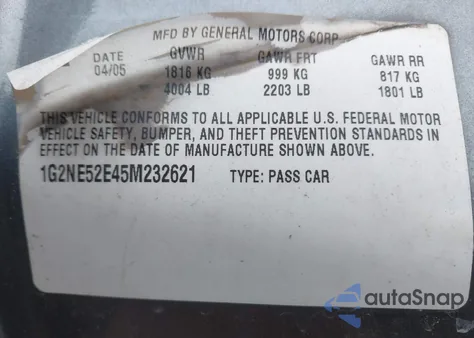 MFD BY GENERAL MOTORS CORP
DATE GVWR GAWR FRT GAWR RR
04/05 1816 KG 999 KG 817 KG
4004 LB 2203 LB 1801 LB
THIS VEHICLE CONFORMS TO ALL APPLICABLE U.S. FEDERAL MOTOR
VEHICLE SAFETY, BUMPER, AND THEFT PREVENTION STANDARDS IN
EFFECT ON THE DATE OF MANUFACTURE SHOWN ABOVE.
1G2NE52E45M232621 TYPE: PASS CAR
autaSnap